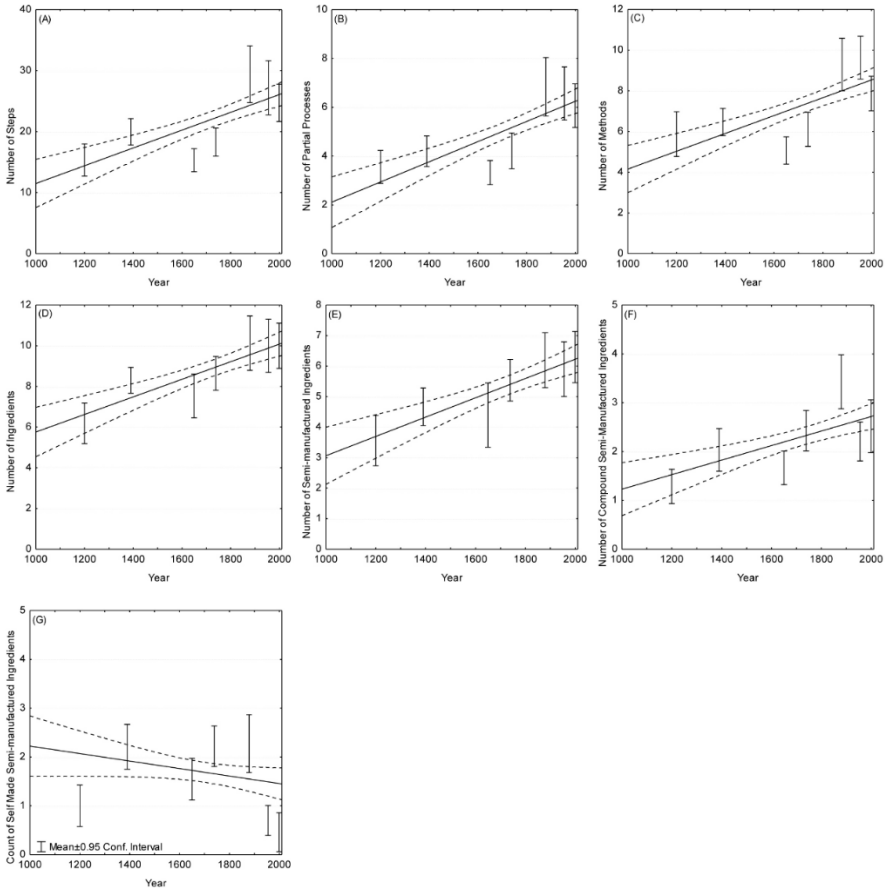 (A)
Number of Steps
40
30
20
10
0
1000 1200 1400 1600 1800 2000
Year
(B)
Number of Partial Processes
10
8
6
4
2
0
1000 1200 1400 1600 1800 2000
Year
(C)
Number of Methods
12
10
8
6
4
2
0
1000 1200 1400 1600 1800 2000
Year
(D)
Number of Ingredients
12
10
8
6
4
2
0
1000 1200 1400 1600 1800 2000
Year
(E)
Number of Semi-manufactured Ingredients
8
7
6
5
4
3
2
1
0
1000 1200 1400 1600 1800 2000
Year
(F)
Number of Compound Semi-Manufactured Ingredients
5
4
3
2
1
0
1000 1200 1400 1600 1800 2000
Year
(G)
Count of Self Made Semi-manufactured Ingredients
5
4
3
2
1
0
Mean±0.95 Conf. Interval
1000 1200 1400 1600 1800 2000
Year